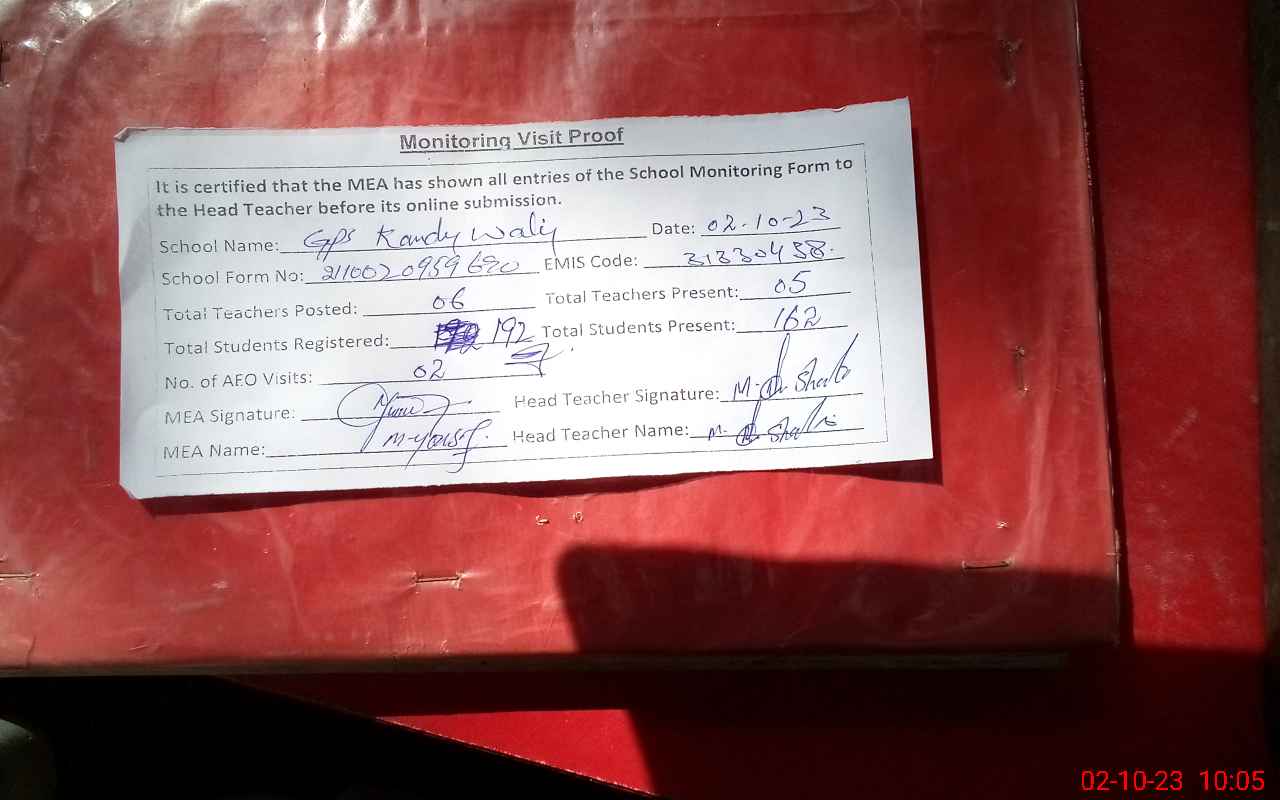 Monitoring Visit Proof
It is certified that the MEA has shown all entries of the School Monitoring Form to
the Head Teacher before its online submission.
School Name: GPS Kandy Wali Date: 02-10-23
School Form No: EMIS Code: 31330458.
Total Teachers Posted: 06 Total Teachers Present: 05
Total Students Registered: 192 Total Students Present: 162
No. of AEO Visits: 02
MEA Signature: Head Teacher Signature: M.
MEA Name: M-Yousf. Head Teacher Name: M.
02-10-23 10:05